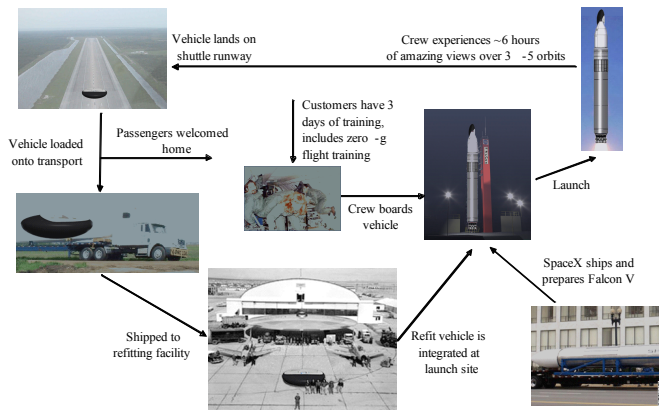 Vehicle lands on
shuttle runway
Crew experiences ~6 hours
of amazing views over 3 -5 orbits
Vehicle loaded
onto transport
Passengers welcomed
home
Customers have 3
days of training,
includes zero -g
flight training
Crew boards
vehicle
Launch
SpaceX ships and
prepares Falcon V
Shipped to
refitting facility
Refit vehicle is
integrated at
launch site